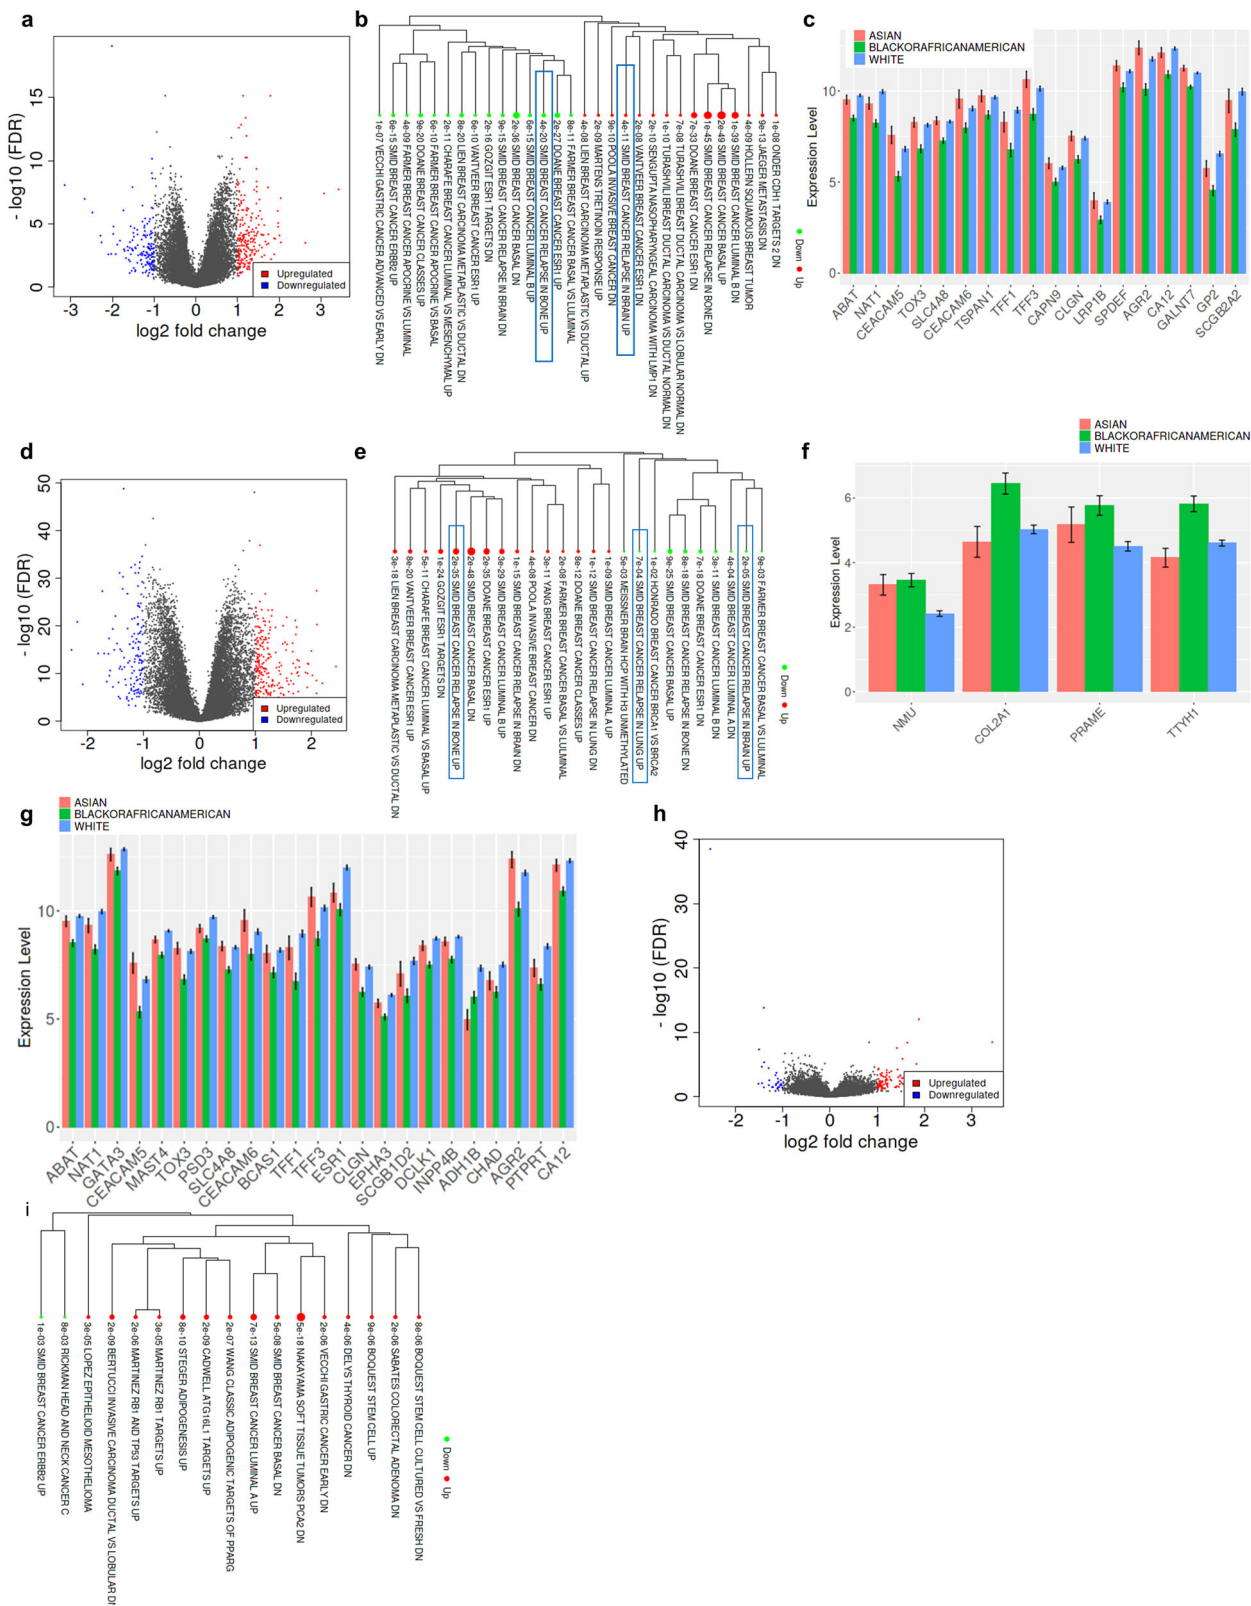 a
- log10 (FDR)
15
10
5
0
-3
-2
-1
0
1
2
3
log2 fold change
Upregulated
Downregulated
b
1e-07 VECCHI GASTRIC CANCER ADVANCED VS EARLY DN
6e-15 SMID BREAST CANCER ERBB2 UP
4e-09 FARMER BREAST CANCER APOCRINE VS LUMINAL
9e-20 DOANE BREAST CANCER CLASSES UP
6e-10 FARMER BREAST CANCER APOCRINE VS BASAL
2e-11 CHARAFE BREAST CANCER LUMINAL VS MESENCHYMAL UP
8e-20 LIEN BREAST CARCINOMA METAPLASTIC VS DUCTAL DN
6e-10 VANTVEER BREAST CANCER ESR1 UP
2e-16 GOZGIT ESR1 TARGETS DN
9e-15 SMID BREAST CANCER RELAPSE IN BRAIN DN
2e-36 SMID BREAST CANCER BASAL DN
6e-15 SMID BREAST CANCER LUMINAL B UP
4e-20 SMID BREAST CANCER RELAPSE IN BONE UP
2e-27 DOANE BREAST CANCER ESR1 UP
8e-11 FARMER BREAST CANCER BASAL VS LULMINAL
4e-08 LIEN BREAST CARCINOMA METAPLASTIC VS DUCTAL UP
2e-09 MARTENS TRETINOIN RESPONSE UP
9e-10 POOLA INVASIVE BREAST CANCER DN
4e-11 SMID BREAST CANCER RELAPSE IN BRAIN UP
2e-08 VANTVEER BREAST CANCER ESR1 DN
2e-10 SENGUPTA NASOPHARYNGEAL CARCINOMA WITH LMP1 DN
1e-10 TURASHVILI BREAST DUCTAL CARCINOMA VS DUCTAL NORMAL DN
7e-08 TURASHVILI BREAST DUCTAL CARCINOMA VS LOBULAR NORMAL DN
7e-33 DOANE BREAST CANCER ESR1 DN
1e-45 SMID BREAST CANCER RELAPSE IN BONE DN
2e-49 SMID BREAST CANCER BASAL UP
1e-39 SMID BREAST CANCER LUMINAL B DN
4e-09 HOLLERN SQUAMOUS BREAST TUMOR
9e-13 JAEGER METASTASIS DN
1e-08 ONDER CDH1 TARGETS 2 DN
Down
Up
c
ASIAN
BLACKORAFRICANAMERICAN
WHITE
Expression Level
10
5
0
ABAT
NAT1
CEACAM5
TOX3
SLC4A8
CEACAM6
TSPAN1
TFF1
TFF3
CAPN9
CLGN
LRP1B
SPDEF
AGR2
CA12
GALNT7
GP2
SCGB2A2
d
- log10 (FDR)
50
40
30
20
10
0
-2
-1
0
1
2
log2 fold change
Upregulated
Downregulated
e
3e-18 LIEN BREAST CARCINOMA METAPLASTIC VS DUCTAL DN
8e-20 VANTVEER BREAST CANCER ESR1 UP
5e-11 CHARAFE BREAST CANCER LUMINAL VS BASAL UP
1e-24 GOZGIT ESR1 TARGETS DN
2e-35 SMID BREAST CANCER RELAPSE IN BONE UP
2e-48 SMID BREAST CANCER BASAL DN
2e-35 DOANE BREAST CANCER ESR1 UP
3e-29 SMID BREAST CANCER LUMINAL B UP
1e-15 SMID BREAST CANCER RELAPSE IN BRAIN DN
4e-08 POOLA INVASIVE BREAST CANCER DN
3e-11 YANG BREAST CANCER ESR1 UP
2e-08 FARMER BREAST CANCER BASAL VS LULMINAL
8e-12 DOANE BREAST CANCER CLASSES UP
1e-12 SMID BREAST CANCER RELAPSE IN LUNG DN
1e-09 SMID BREAST CANCER LUMINAL A UP
5e-03 MEISSNER BRAIN HCP WITH H3 UNMETHYLATED
7e-04 SMID BREAST CANCER RELAPSE IN LUNG UP
1e-02 HONRADO BREAST CANCER BRCA1 VS BRCA2
9e-25 SMID BREAST CANCER BASAL UP
8e-18 SMID BREAST CANCER RELAPSE IN BONE DN
7e-18 DOANE BREAST CANCER ESR1 DN
3e-11 SMID BREAST CANCER LUMINAL B DN
4e-04 SMID BREAST CANCER LUMINAL A DN
2e-05 SMID BREAST CANCER RELAPSE IN BRAIN UP
9e-03 FARMER BREAST CANCER BASAL VS LULMINAL
Down
Up
f
ASIAN
BLACKORAFRICANAMERICAN
WHITE
Expression Level
6
4
2
0
NMU
COL2A1
PRAME
TTYH1
g
ASIAN
BLACKORAFRICANAMERICAN
WHITE
Expression Level
10
5
0
ABAT
NAT1
GATA3
CEACAM5
MAST4
TOX3
PSD3
SLC4A8
CEACAM6
BCAS1
TFF1
TFF3
ESR1
CLGN
EPHA3
SCGB1D2
DCLK1
INPP4B
ADH1B
CHAD
AGR2
PTPRT
CA12
h
- log10 (FDR)
40
30
20
10
0
-2
-1
0
1
2
3
log2 fold change
Upregulated
Downregulated
i
1e-03 SMID BREAST CANCER ERBB2 UP
8e-03 RICKMAN HEAD AND NECK CANCER C
3e-05 LOPEZ EPITHELIOID MESOTHELIOMA
2e-09 BERTUCCI INVASIVE CARCINOMA DUCTAL VS LOBULAR DN
2e-06 MARTINEZ RB1 AND TP53 TARGETS UP
3e-05 MARTINEZ RB1 TARGETS UP
8e-10 STEGER ADIPOGENESIS UP
2e-09 CADWELL ATG16L1 TARGETS UP
2e-07 WANG CLASSIC ADIPOGENIC TARGETS OF PPARG
7e-13 SMID BREAST CANCER LUMINAL A UP
5e-08 SMID BREAST CANCER BASAL DN
5e-18 NAKAYAMA SOFT TISSUE TUMORS PCA2 DN
2e-06 VECCHI GASTRIC CANCER EARLY DN
4e-06 DELYS THYROID CANCER DN
9e-06 BOQUEST STEM CELL UP
2e-06 SABATES COLORECTAL ADENOMA DN
8e-06 BOQUEST STEM CELL CULTURED VS FRESH DN
Down
Up